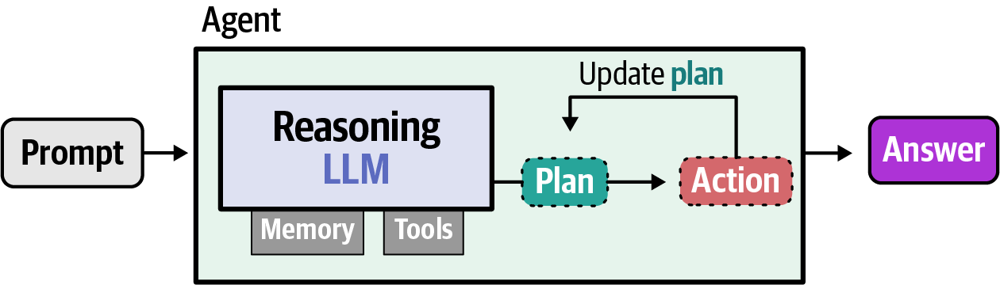 Agent
Update plan
Prompt
Reasoning
LLM
Plan
Action
Answer
Memory
Tools